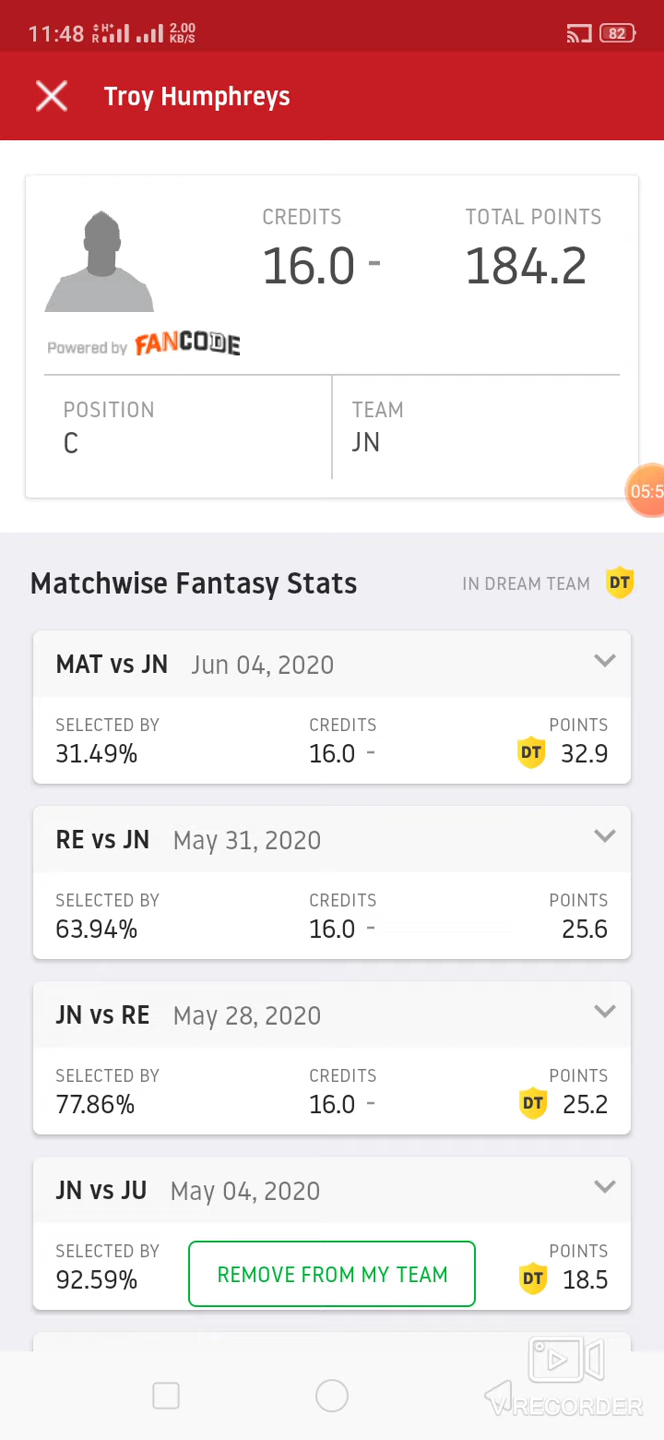 11:48 R H+ 2.00 KB/S 82
Troy Humphreys
CREDITS TOTAL POINTS
16.0 - 184.2
Powered by FANCODE
POSITION TEAM
C JN
05:5
Matchwise Fantasy Stats IN DREAM TEAM DT
MAT vs JN Jun 04, 2020
SELECTED BY CREDITS POINTS
31.49% 16.0 - DT 32.9
RE vs JN May 31, 2020
SELECTED BY CREDITS POINTS
63.94% 16.0 - 25.6
JN vs RE May 28, 2020
SELECTED BY CREDITS POINTS
77.86% 16.0 - DT 25.2
JN vs JU May 04, 2020
SELECTED BY POINTS
92.59% REMOVE FROM MY TEAM DT 18.5
VRECORDER